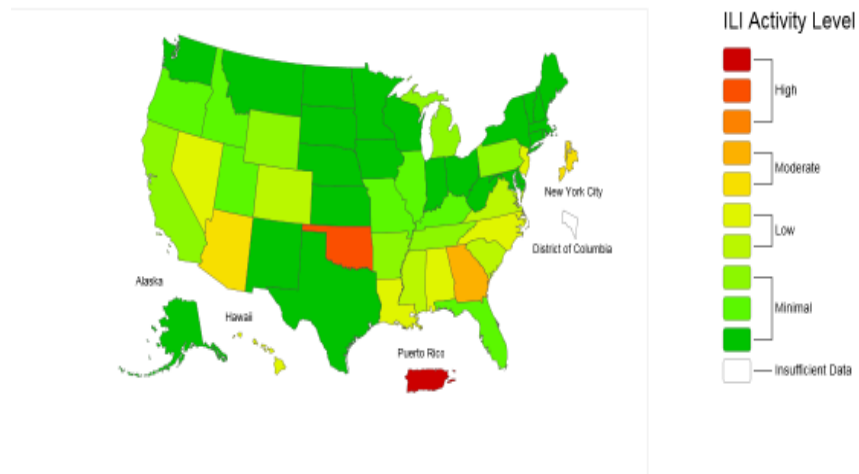 ILI Activity Level
High
Moderate
New York City
Low
District of Columbia
Alaska
Minimal
Hawaii
Puerto Rico
Insufficient Data